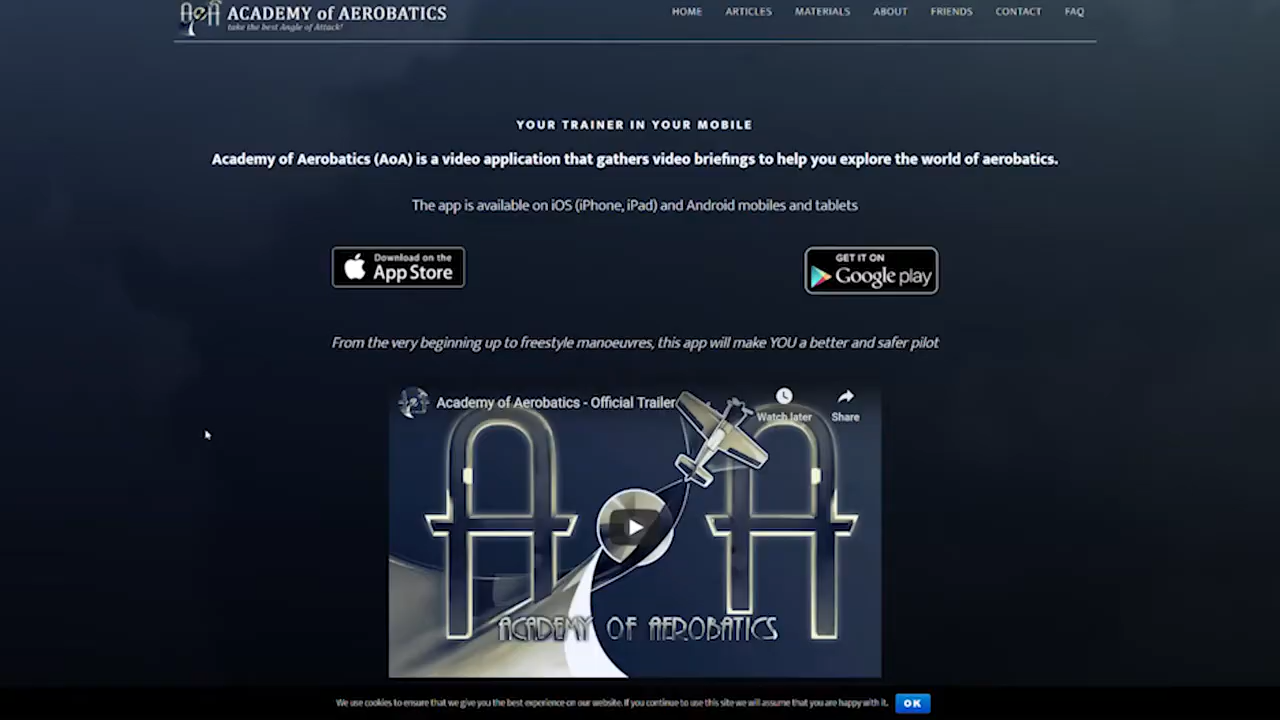 ACADEMY of AEROBATICS
take the best Angle of Attack!
HOME ARTICLES MATERIALS ABOUT FRIENDS CONTACT FAQ
YOUR TRAINER IN YOUR MOBILE
Academy of Aerobatics (AoA) is a video application that gathers video briefings to help you explore the world of aerobatics.
The app is available on iOS (iPhone, iPad) and Android mobiles and tablets
Download on the
App Store
GET IT ON
Google play
From the very beginning up to freestyle manoeuvres, this app will make YOU a better and safer pilot
Academy of Aerobatics - Official Trailer
Watch later Share
AoA
ACADEMY OF AEROBATICS
We use cookies to ensure that we give you the best experience on our website. If you continue to use this site we will assume that you are happy with it. OK